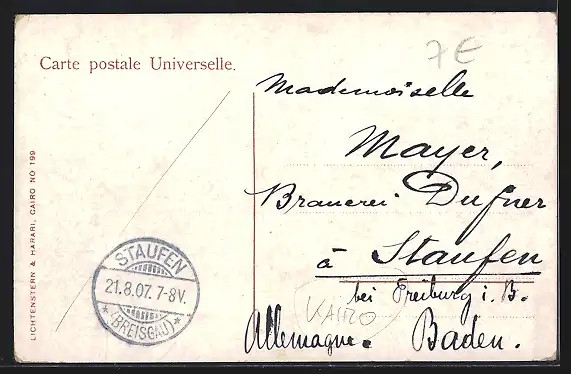 7E
Carte postale Universelle.
Mademoiselle
Mayer,
Brauerei Dufner
à Staufen
bei Freiburg i. B.
Allemagne. Baden.
KAIRO
STAUFEN
21.8.07. 7-8V.
* (BREISGAU) *
LICHTENSTERN & HARARI, CAIRO NO 199